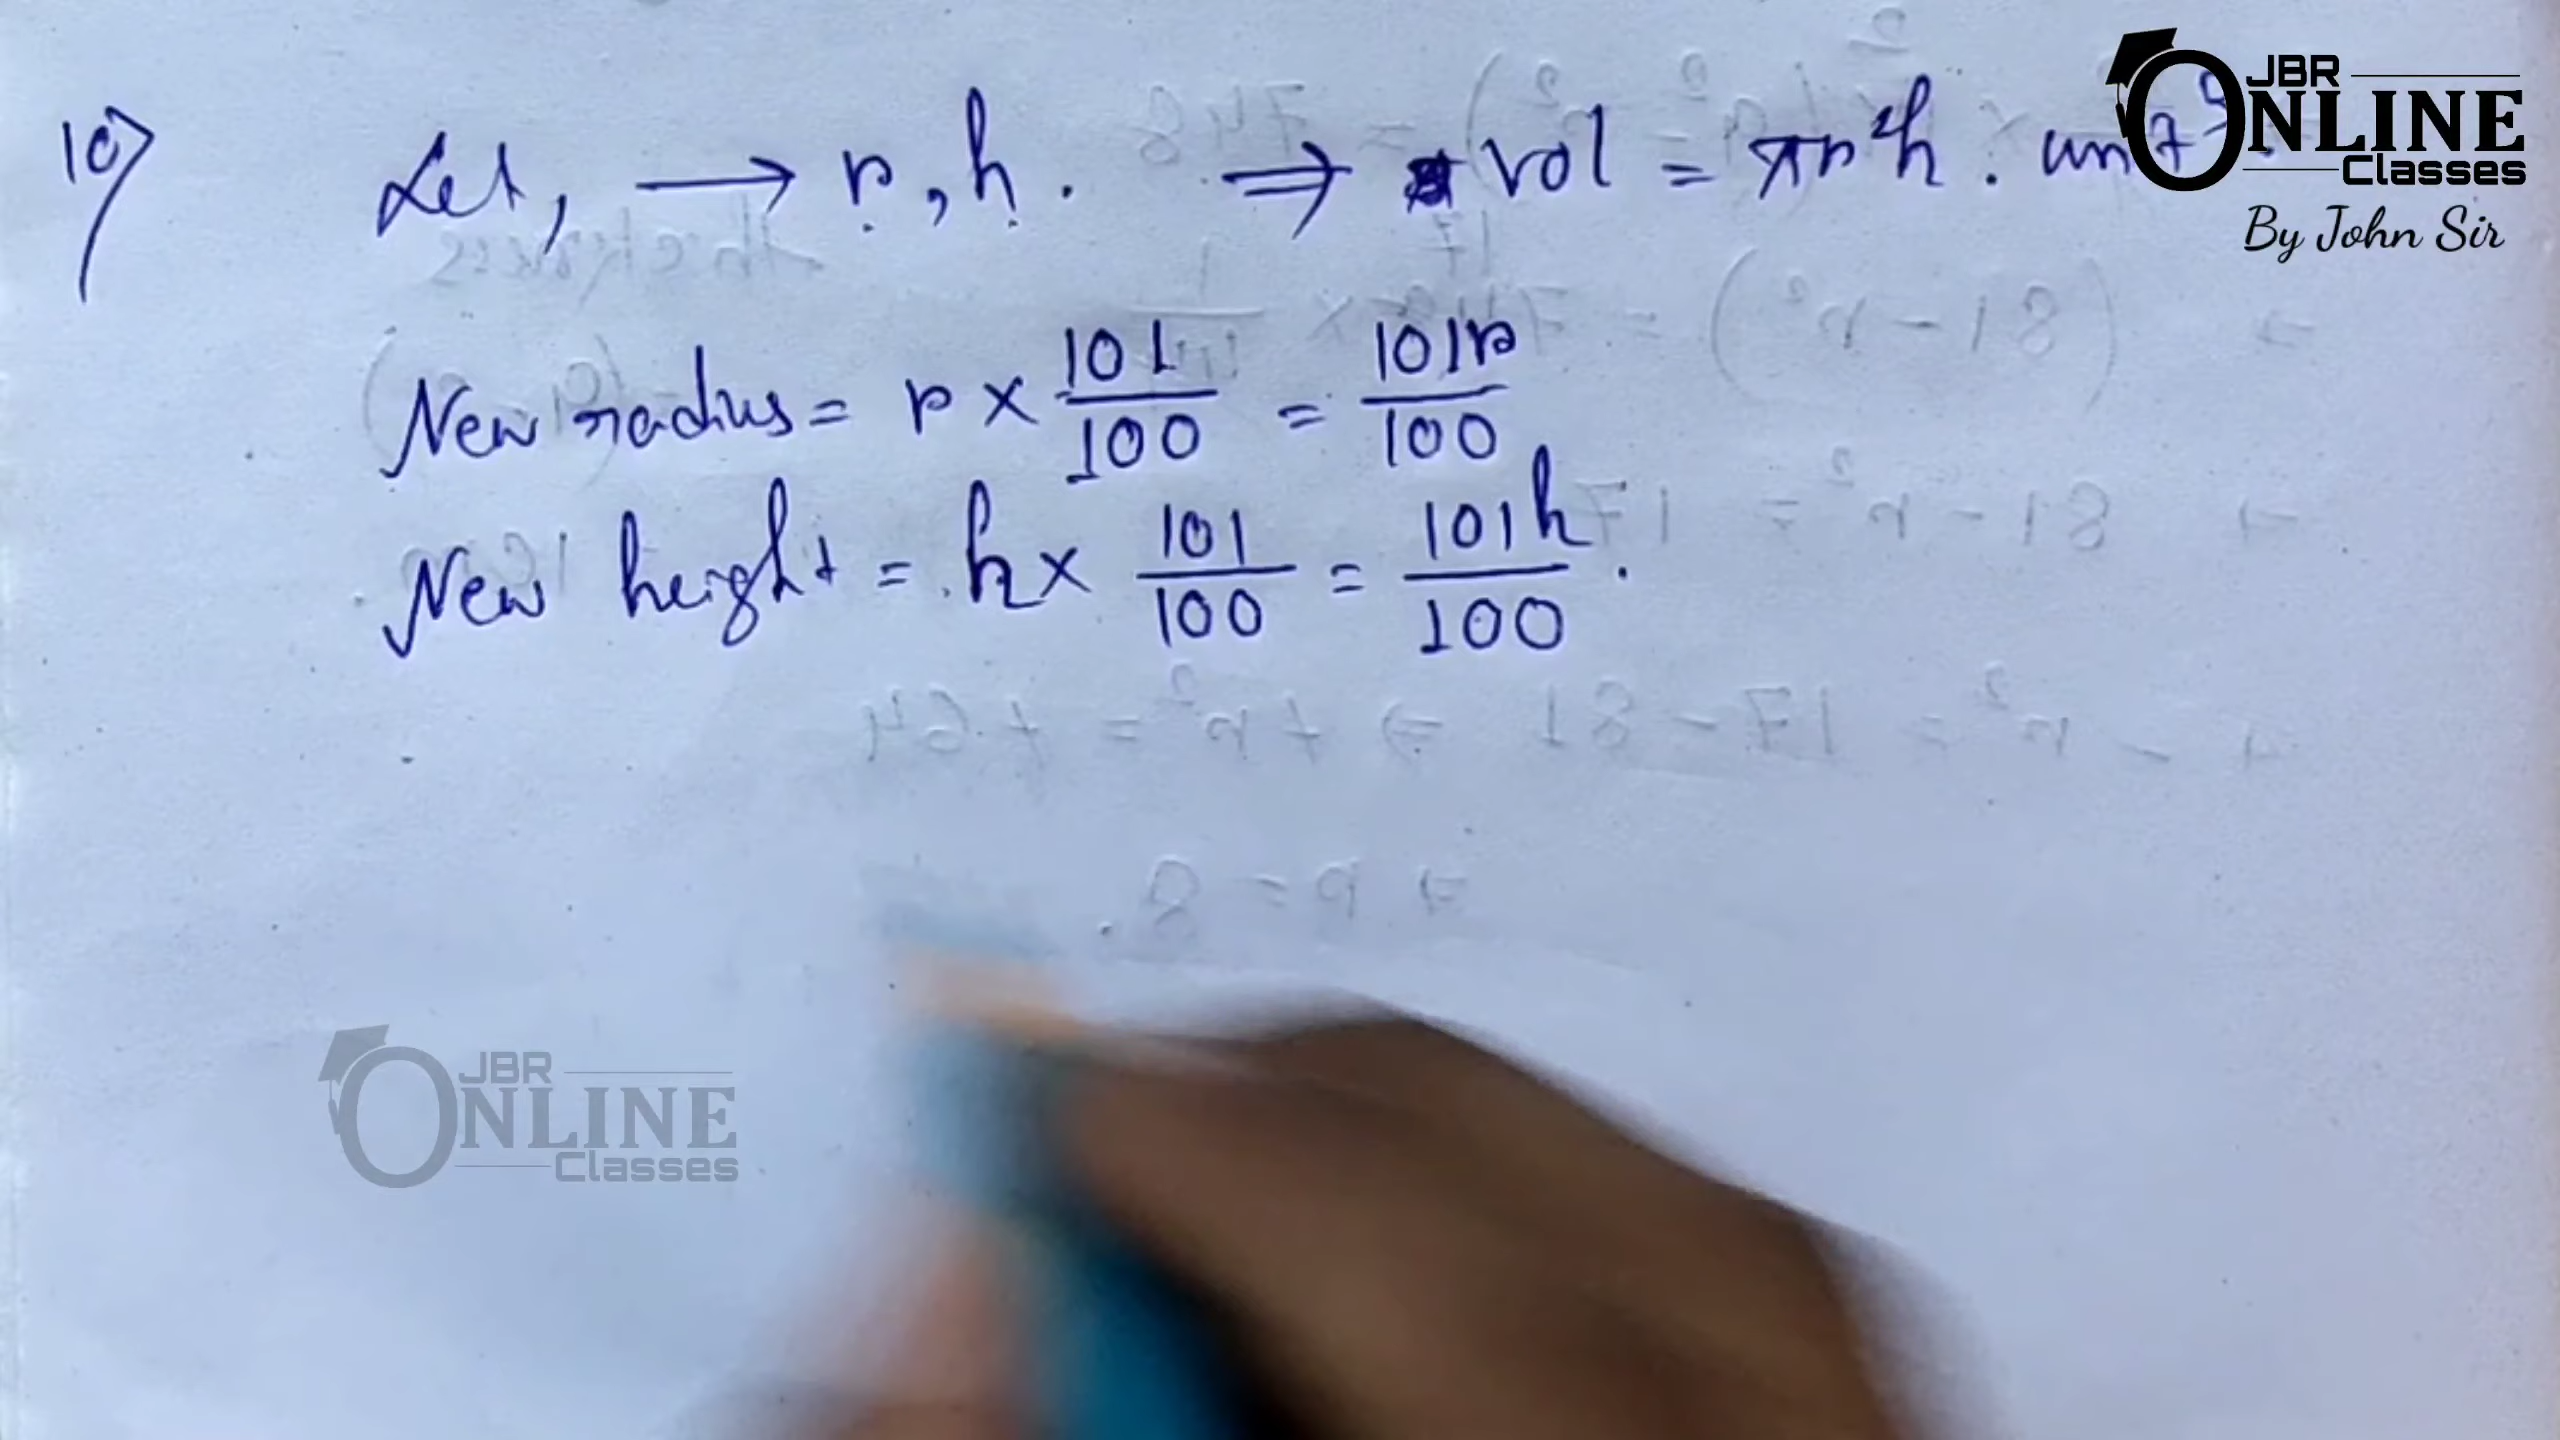 10) Let, → r, h. ⇒ vol = πr²h. unit³
JBR
ONLINE
Classes
By John Sir
New radius = r × 101/100 = 101r/100
New height = h × 101/100 = 101h/100.
JBR
ONLINE
Classes